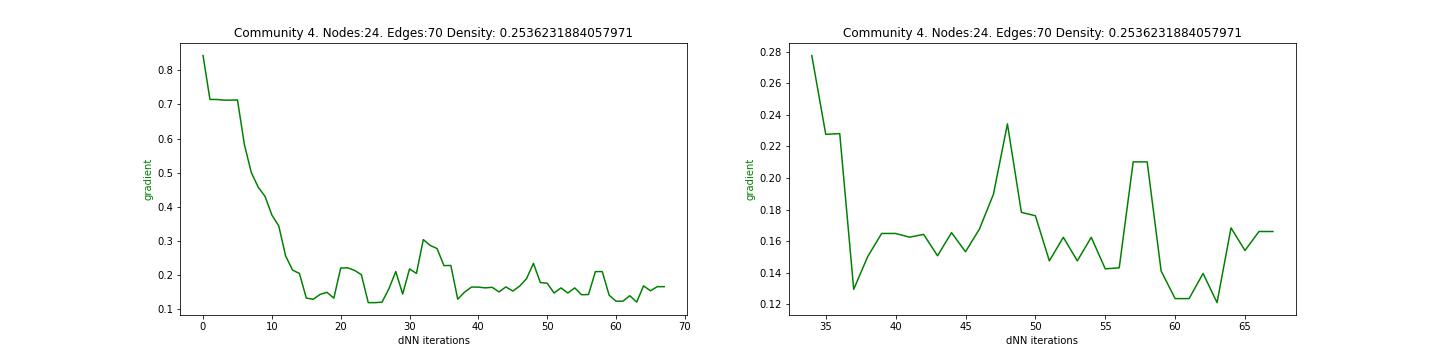 Community 4. Nodes:24. Edges:70 Density: 0.2536231884057971
0.8
0.7
0.6
0.5
0.4
0.3
0.2
0.1
gradient
0 10 20 30 40 50 60 70
dNN iterations
Community 4. Nodes:24. Edges:70 Density: 0.2536231884057971
0.28
0.26
0.24
0.22
0.20
0.18
0.16
0.14
0.12
gradient
35 40 45 50 55 60 65
dNN iterations